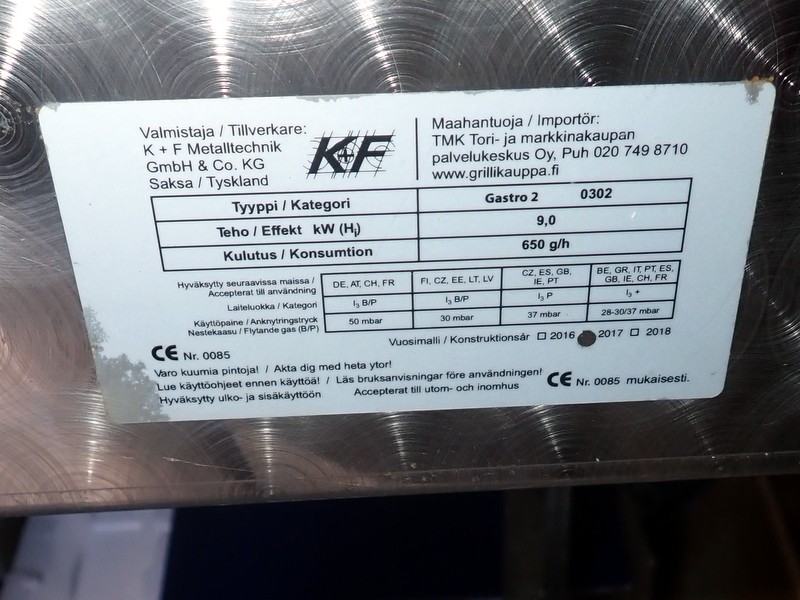 Valmistaja / Tillverkare:
K + F Metalltechnik
GmbH & Co. KG
Saksa / Tyskland
K+F
Maahantuoja / Importör:
TMK Tori- ja markkinakaupan
palvelukeskus Oy, Puh 020 749 8710
www.grillikauppa.fi
Tyyppi / Kategori Gastro 2 0302
Teho / Effekt kW (Hi) 9,0
Kulutus / Konsumtion 650 g/h
Hyväksytty seuraavissa maissa /
Accepterat till användning
DE, AT, CH, FR
FI, CZ, EE, LT, LV
CZ, ES, GB,
IE, PT
BE, GR, IT, PT, ES,
GB, IE, CH, FR
Laiteluokka / Kategori I3 B/P I3 B/P I3 P I3 +
Käyttöpaine / Anknytringstryck
Nestekaasu / Flytande gas (B/P)
50 mbar 30 mbar 37 mbar 28-30/37 mbar
Vuosimalli / Konstruktionsår □ 2016 2017 □ 2018
CE Nr. 0085
Varo kuumia pintoja! / Akta dig med heta ytor!
Lue käyttöohjeet ennen käyttöä! / Läs bruksanvisningar före användningen!
Hyväksytty ulko- ja sisäkäyttöön Accepterat till utom- och inomhus
CE Nr. 0085 mukaisesti.